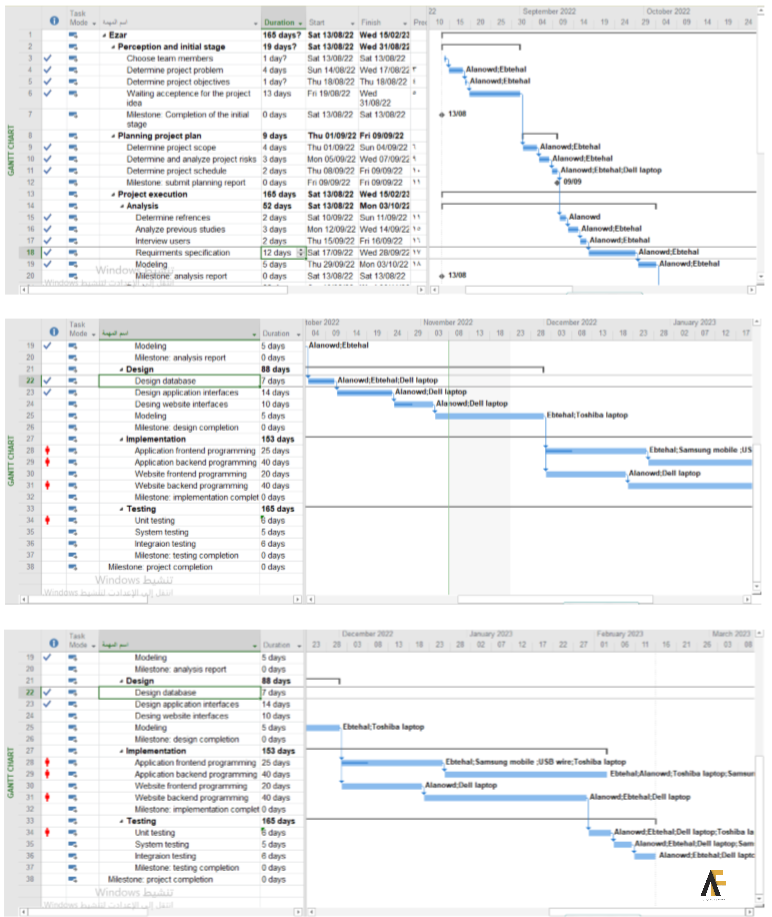 22 September 2022 October 2022
Task Mode اسم المهمة Duration Start Finish 10 15 20 25 30 04 09 14 19 24 29 04 09 14 19 24
GANTT CHART
1 Ezar 165 days? Sat 13/08/22 Wed 15/02/23
2 Perception and initial stage 19 days? Sat 13/08/22 Wed 31/08/22
3 Choose team members 1 day? Sat 13/08/22 Sat 13/08/22
4 Determine project problem 4 days Sun 14/08/22 Wed 17/08/22 ٣ Alanowd;Ebtehal
5 Determine project objectives 1 day? Thu 18/08/22 Thu 18/08/22 ٤ Alanowd;Ebtehal
6 Waiting acceptence for the project idea 13 days Fri 19/08/22 Wed 31/08/22 ٥
7 Milestone: Completion of the initial stage 0 days Sat 13/08/22 Sat 13/08/22 13/08
8 Planning project plan 9 days Thu 01/09/22 Fri 09/09/22
9 Determine project scope 4 days Thu 01/09/22 Sun 04/09/22 ٦ Alanowd;Ebtehal
10 Determine and analyze project risks 3 days Mon 05/09/22 Wed 07/09/22 ٩ Alanowd;Ebtehal
11 Determine project schedule 2 days Thu 08/09/22 Fri 09/09/22 ١٠ Alanowd;Ebtehal;Dell laptop
12 Milestone: submit planning report 0 days Fri 09/09/22 Fri 09/09/22 ١١ 09/09
13 Project execution 165 days Sat 13/08/22 Wed 15/02/23
14 Analysis 52 days Sat 13/08/22 Mon 03/10/22
15 Determine refrences 2 days Sat 10/09/22 Sun 11/09/22 ١١ Alanowd
16 Analyze previous studies 3 days Mon 12/09/22 Wed 14/09/22 ١٥ Alanowd;Ebtehal
17 Interview users 2 days Thu 15/09/22 Fri 16/09/22 ١٦ Alanowd;Ebtehal
18 Requirments specification 12 days Sat 17/09/22 Wed 28/09/22 ١٧ Alanowd;Ebtehal
19 Modeling 5 days Thu 29/09/22 Mon 03/10/22 ١٨ Alanowd;Ebtehal
20 Milestone: analysis report 0 days Sat 13/08/22 Sat 13/08/22 13/08
تنشيط Windows
انتقل إلى الإعدادات لتنشيط Windows
tober 2022 November 2022 December 2022 January 2023
Task Mode اسم المهمة Duration 04 09 14 19 24 29 03 08 13 18 23 28 03 08 13 18 23 28 02 07 12 17
GANTT CHART
19 Modeling 5 days Alanowd;Ebtehal
20 Milestone: analysis report 0 days
21 Design 88 days
22 Design database 7 days Alanowd;Ebtehal;Dell laptop
23 Design application interfaces 14 days Alanowd;Dell laptop
24 Desing website interfaces 10 days Alanowd;Dell laptop
25 Modeling 5 days Ebtehal;Toshiba laptop
26 Milestone: design completion 0 days
27 Implementation 153 days
28 Application frontend programming 25 days Ebtehal;Samsung mobile ;US
29 Application backend programming 40 days
30 Website frontend programming 20 days Alanowd;Dell laptop
31 Website backend programming 40 days
32 Milestone: implementation complet 0 days
33 Testing 165 days
34 Unit testing 6 days
35 System testing 5 days
36 Integraion testing 6 days
37 Milestone: testing completion 0 days
38 Milestone: project completion 0 days
تنشيط Windows
انتقل إلى الإعدادات لتنشيط Windows
December 2022 January 2023 February 2023 March 2023
Task Mode اسم المهمة Duration 23 28 03 08 13 18 23 28 02 07 12 17 22 27 01 06 11 16 21 26 03 08
GANTT CHART
19 Modeling 5 days
20 Milestone: analysis report 0 days
21 Design 88 days
22 Design database 7 days
23 Design application interfaces 14 days
24 Desing website interfaces 10 days
25 Modeling 5 days Ebtehal;Toshiba laptop
26 Milestone: design completion 0 days
27 Implementation 153 days
28 Application frontend programming 25 days Ebtehal;Samsung mobile ;USB wire;Toshiba laptop
29 Application backend programming 40 days Ebtehal;Alanowd;Toshiba laptop;Samsu
30 Website frontend programming 20 days Alanowd;Dell laptop
31 Website backend programming 40 days Alanowd;Ebtehal;Dell laptop
32 Milestone: implementation complet 0 days
33 Testing 165 days
34 Unit testing 6 days Alanowd;Ebtehal;Dell laptop;Toshiba la
35 System testing 5 days Alanowd;Ebtehal;Dell laptop;Sam
36 Integraion testing 6 days Alanowd;Ebtehal;Dell laptc
37 Milestone: testing completion 0 days
38 Milestone: project completion 0 days
تنشيط Windows
انتقل إلى الإعدادات لتنشيط Windows